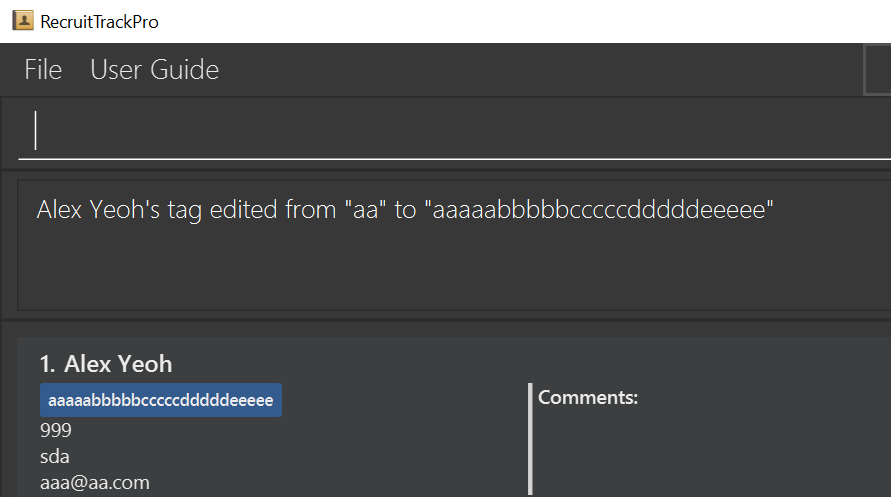 RecruitTrackPro
File User Guide
Alex Yeoh's tag edited from "aa" to "aaaaabbbbbcccccdddddeeeee"
1. Alex Yeoh
aaaaabbbbbcccccdddddeeeee
Comments:
999
sda
aaa@aa.com